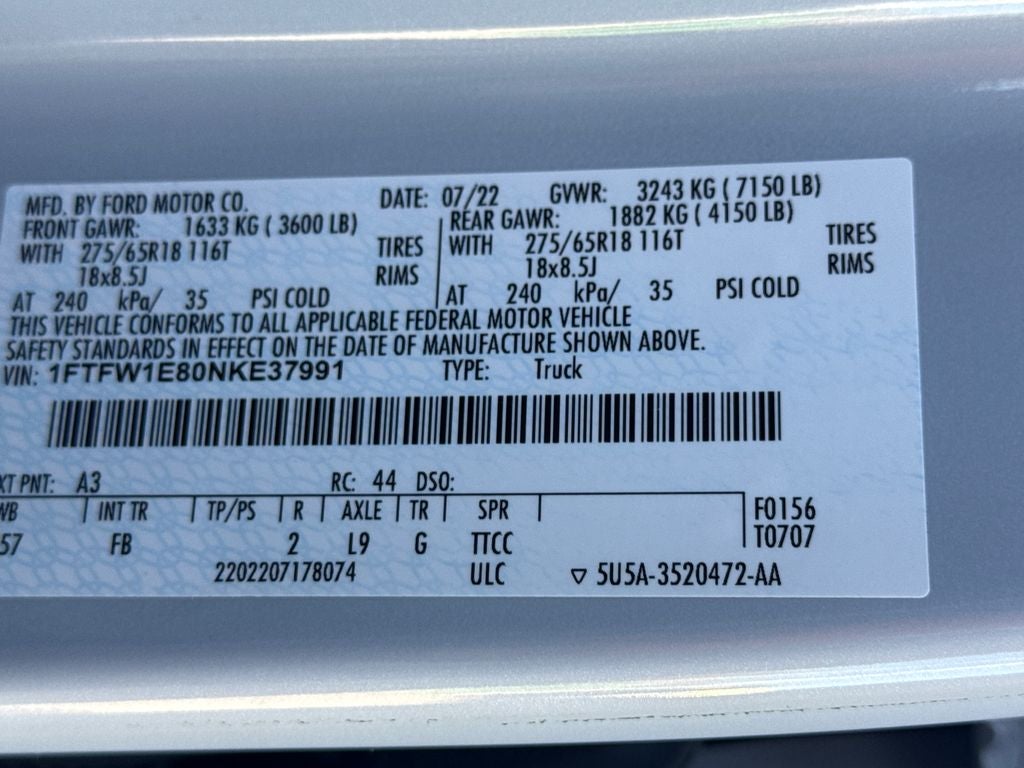 MFD. BY FORD MOTOR CO. DATE: 07/22 GVWR: 3243 KG ( 7150 LB)
FRONT GAWR: 1633 KG ( 3600 LB) REAR GAWR: 1882 KG ( 4150 LB)
WITH 275/65R18 116T TIRES WITH 275/65R18 116T TIRES
18x8.5J RIMS 18x8.5J RIMS
AT 240 kPa/ 35 PSI COLD AT 240 kPa/ 35 PSI COLD
THIS VEHICLE CONFORMS TO ALL APPLICABLE FEDERAL MOTOR VEHICLE
SAFETY STANDARDS IN EFFECT ON THE DATE OF MANUFACTURE SHOWN ABOVE.
VIN: 1FTFW1E80NKE37991 TYPE: Truck
XT PNT: A3 RC: 44 DSO:
WB INT TR TP/PS R AXLE TR SPR F0156
57 FB 2 L9 G TTCC T0707
2202207178074 ULC ▽ 5U5A-3520472-AA